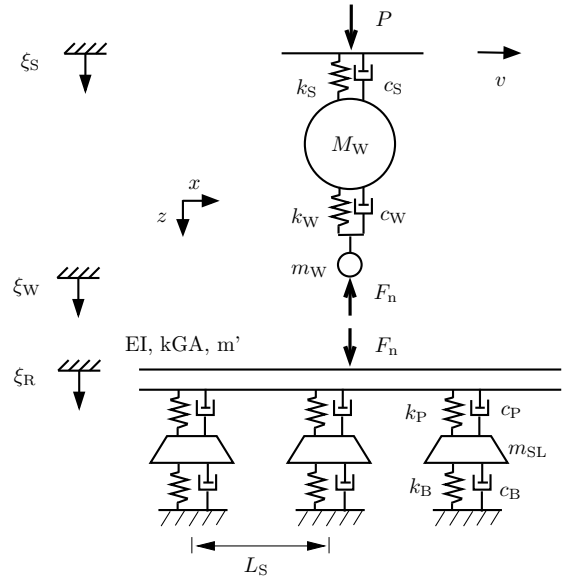 P
ξS
v
kS
cS
MW
x
z
kW
cW
mW
ξW
Fn
EI, kGA, m'
Fn
ξR
kP
cP
mSL
kB
cB
LS